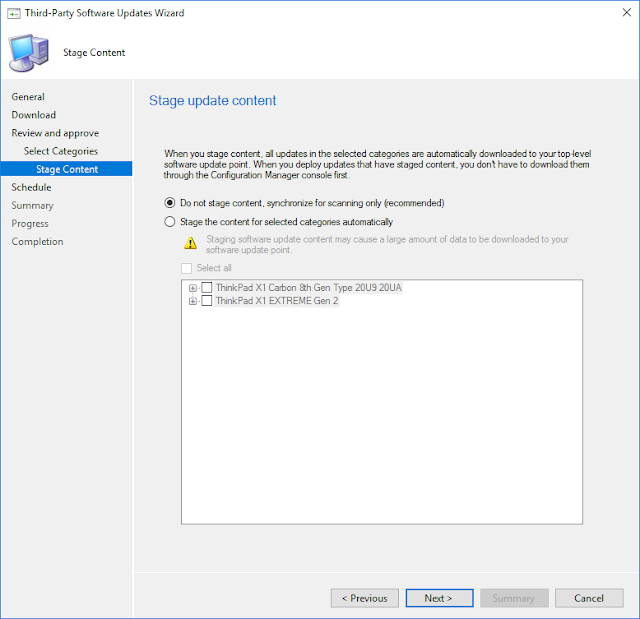 Third-Party Software Updates Wizard
Stage Content
General
Download
Review and approve
Select Categories
Stage Content
Schedule
Summary
Progress
Completion
Stage update content
When you stage content, all updates in the selected categories are automatically downloaded to your top-level
software update point. When you deploy updates that have staged content, you don't have to download them
through the Configuration Manager console first.
Do not stage content, synchronize for scanning only (recommended)
Stage the content for selected categories automatically
Staging software update content may cause a large amount of data to be downloaded to your
software update point.
Select all
ThinkPad X1 Carbon 8th Gen Type 20U9 20UA
ThinkPad X1 EXTREME Gen 2
< Previous
Next >
Summary
Cancel